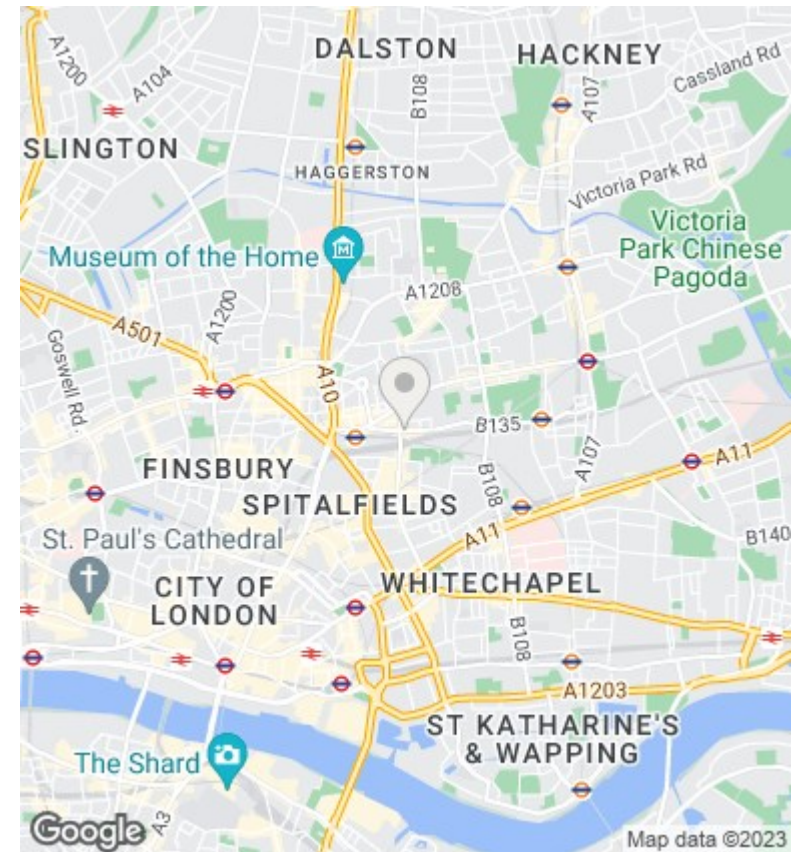 A1200
A104
DALSTON
B108
HACKNEY
A107
Cassland Rd
SLINGTON
HAGGERSTON
Victoria Park Rd
Museum of the Home
Victoria
Park Chinese
Pagoda
A1208
A1200
A501
Goswell Rd
A10
B135
FINSBURY
SPITALFIELDS
B108
A107
A11
A11
B140
St. Paul's Cathedral
CITY OF
LONDON
WHITECHAPEL
B108
A1203
ST KATHARINE'S
& WAPPING
The Shard
A3
Google
Map data ©2023